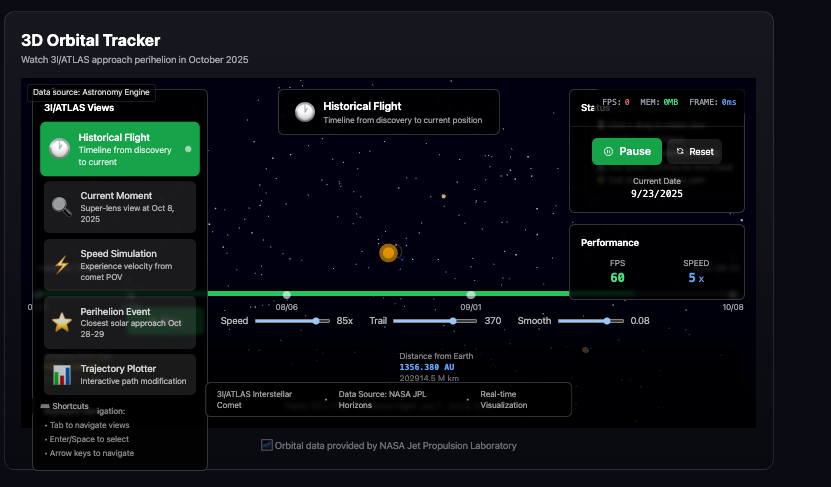 3D Orbital Tracker
Watch 3I/ATLAS approach perihelion in October 2025
Data source: Astronomy Engine
3I/ATLAS Views
Historical Flight
Timeline from discovery
to current
Current Moment
Super-lens view at Oct 8,
2025
Speed Simulation
Experience velocity from
comet POV
Perihelion Event
Closest solar approach Oct
28-29
Trajectory Plotter
Interactive path modification
Shortcuts
• Tab to navigate views
• Enter/Space to select
• Arrow keys to navigate
Historical Flight
Timeline from discovery to current position
FPS: 0 MEM: 0MB FRAME: 0ms
Pause
Reset
Current Date
9/23/2025
Performance
FPS
60
SPEED
5 x
08/06
09/01
10/08
Speed 85x Trail 370 Smooth 0.08
Distance from Earth
1356.380 AU
202914.5 M km
3I/ATLAS Interstellar
Comet
• Data Source: NASA JPL
Horizons
• Real-time
Visualization
Orbital data provided by NASA Jet Propulsion Laboratory